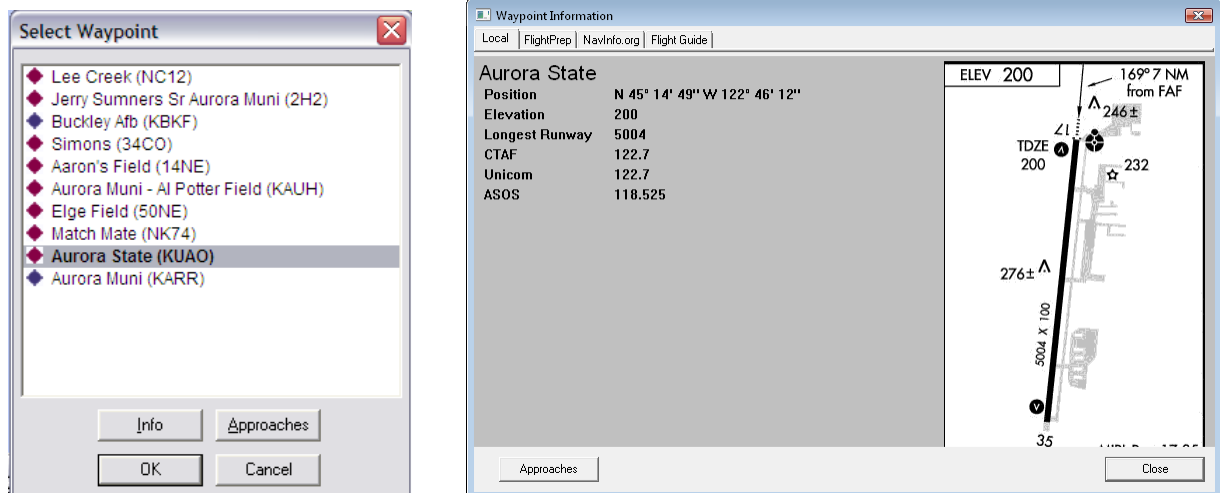 Select Waypoint
Lee Creek (NC12)
Jerry Sumners Sr Aurora Muni (2H2)
Buckley Afb (KBKF)
Simons (34CO)
Aaron's Field (14NE)
Aurora Muni - Al Potter Field (KAUH)
Elge Field (50NE)
Match Mate (NK74)
Aurora State (KUAO)
Aurora Muni (KARR)
Info
Approaches
OK
Cancel
Waypoint Information
Local FlightPrep NavInfo.org Flight Guide
Aurora State
Position N 45° 14' 49" W 122° 46' 12"
Elevation 200
Longest Runway 5004
CTAF 122.7
Unicom 122.7
ASOS 118.525
ELEV 200
169° 7 NM
from FAF
246±
17
TDZE
200
V
232
276±
5004 X 100
V
35
Approaches
Close